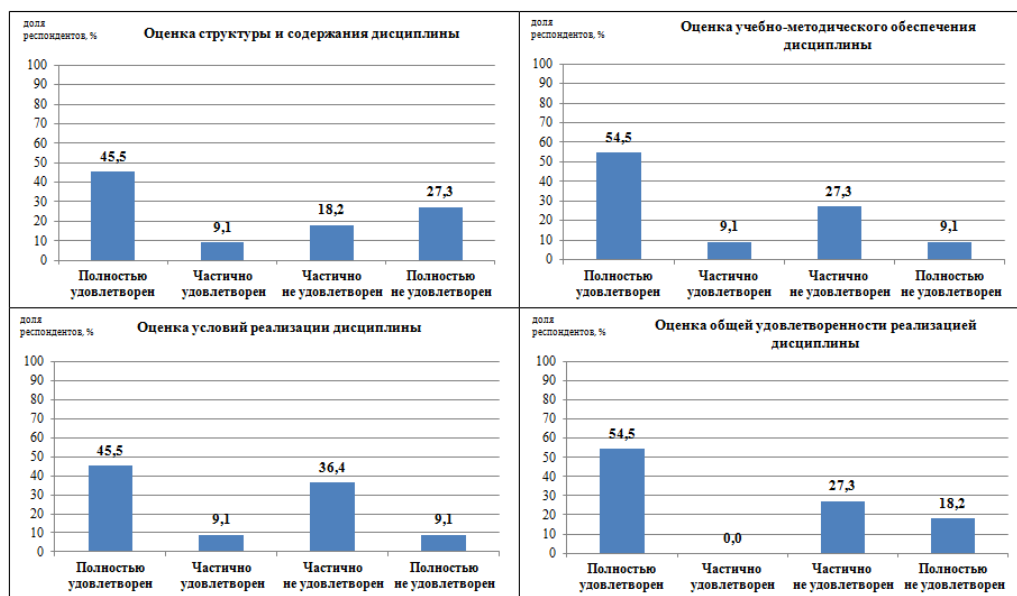 доля
респондентов, %
Оценка структуры и содержания дисциплины
100
90
80
70
60
50
40
30
20
10
0
45,5
9,1
18,2
27,3
Полностью
удовлетворен
Частично
удовлетворен
Частично
не удовлетворен
Полностью
не удовлетворен
доля
респондентов, %
Оценка учебно-методического обеспечения
дисциплины
100
90
80
70
60
50
40
30
20
10
0
54,5
9,1
27,3
9,1
Полностью
удовлетворен
Частично
удовлетворен
Частично
не удовлетворен
Полностью
не удовлетворен
доля
респондентов, %
Оценка условий реализации дисциплины
100
90
80
70
60
50
40
30
20
10
0
45,5
9,1
36,4
9,1
Полностью
удовлетворен
Частично
удовлетворен
Частично
не удовлетворен
Полностью
не удовлетворен
доля
респондентов, %
Оценка общей удовлетворенности реализацией
дисциплины
100
90
80
70
60
50
40
30
20
10
0
54,5
0,0
27,3
18,2
Полностью
удовлетворен
Частично
удовлетворен
Частично
не удовлетворен
Полностью
не удовлетворен